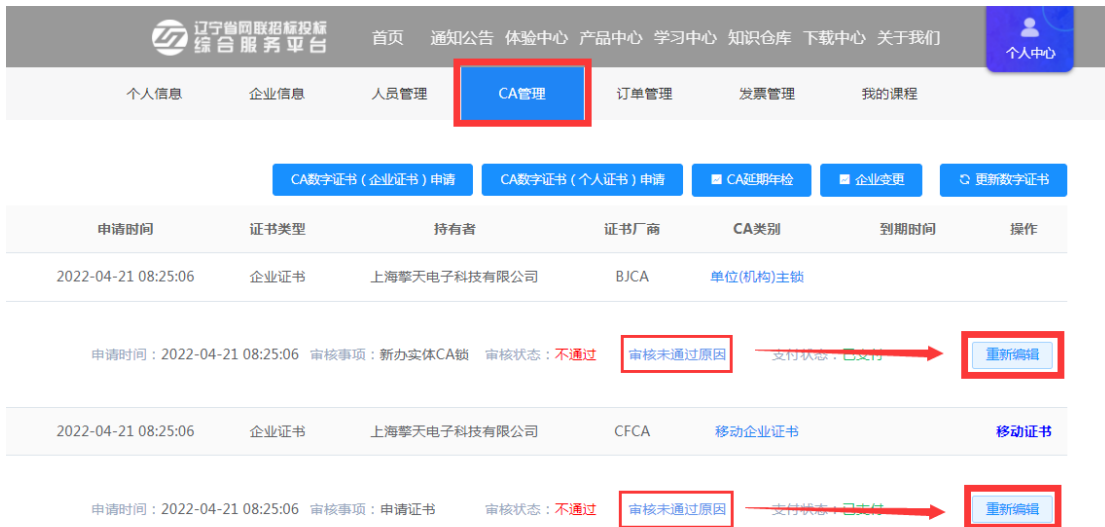 辽宁省网联招标投标
综合服务平台
首页 通知公告 体验中心 产品中心 学习中心 知识仓库 下载中心 关于我们
个人中心
个人信息 企业信息 人员管理 CA管理 订单管理 发票管理 我的课程
CA数字证书（企业证书）申请 CA数字证书（个人证书）申请 CA延期年检 企业变更 更新数字证书
申请时间 证书类型 持有者 证书厂商 CA类别 到期时间 操作
2022-04-21 08:25:06 企业证书 上海擎天电子科技有限公司 BJCA 单位(机构)主锁
申请时间：2022-04-21 08:25:06 审核事项：新办实体CA锁 审核状态：不通过 审核未通过原因 支付状态：已支付 重新编辑
2022-04-21 08:25:06 企业证书 上海擎天电子科技有限公司 CFCA 移动企业证书 移动证书
申请时间：2022-04-21 08:25:06 审核事项：申请证书 审核状态：不通过 审核未通过原因 支付状态：已支付 重新编辑